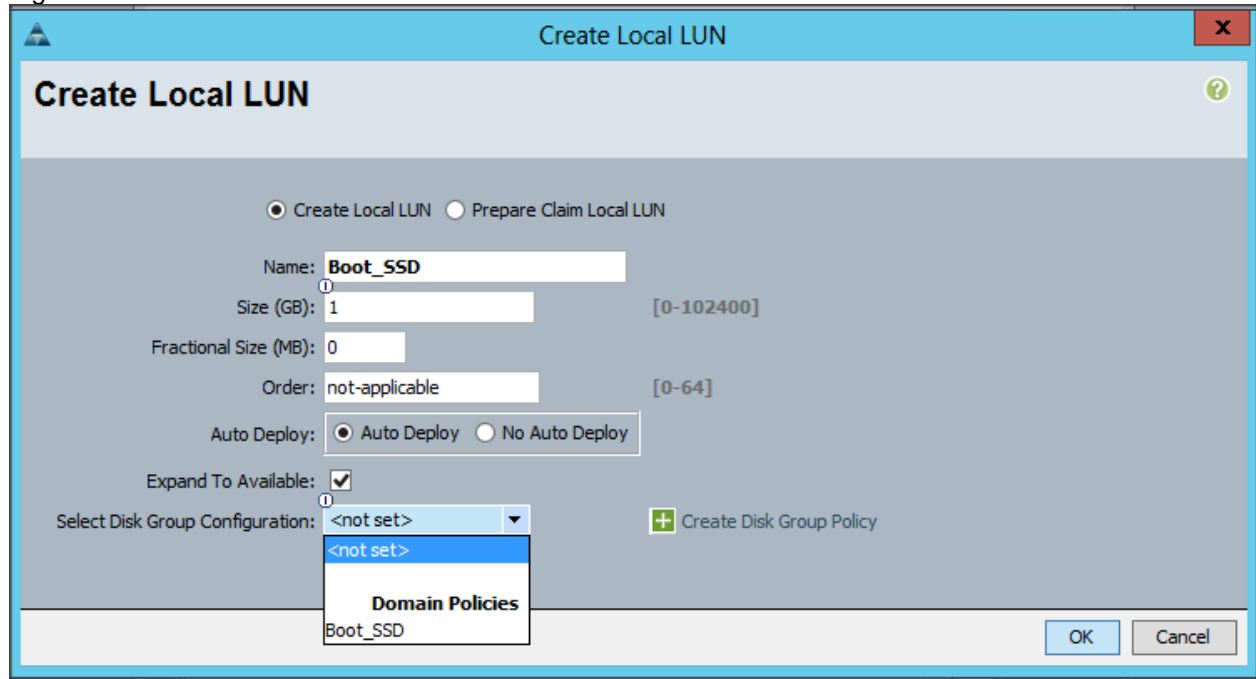 Create Local LUN
x
Create Local LUN
?
Create Local LUN Prepare Claim Local LUN
Name: Boot_SSD
Size (GB): 1 [0-102400]
Fractional Size (MB): 0
Order: not-applicable [0-64]
Auto Deploy: Auto Deploy No Auto Deploy
Expand To Available:
Select Disk Group Configuration: <not set> Create Disk Group Policy
<not set>
Domain Policies
Boot_SSD
OK Cancel